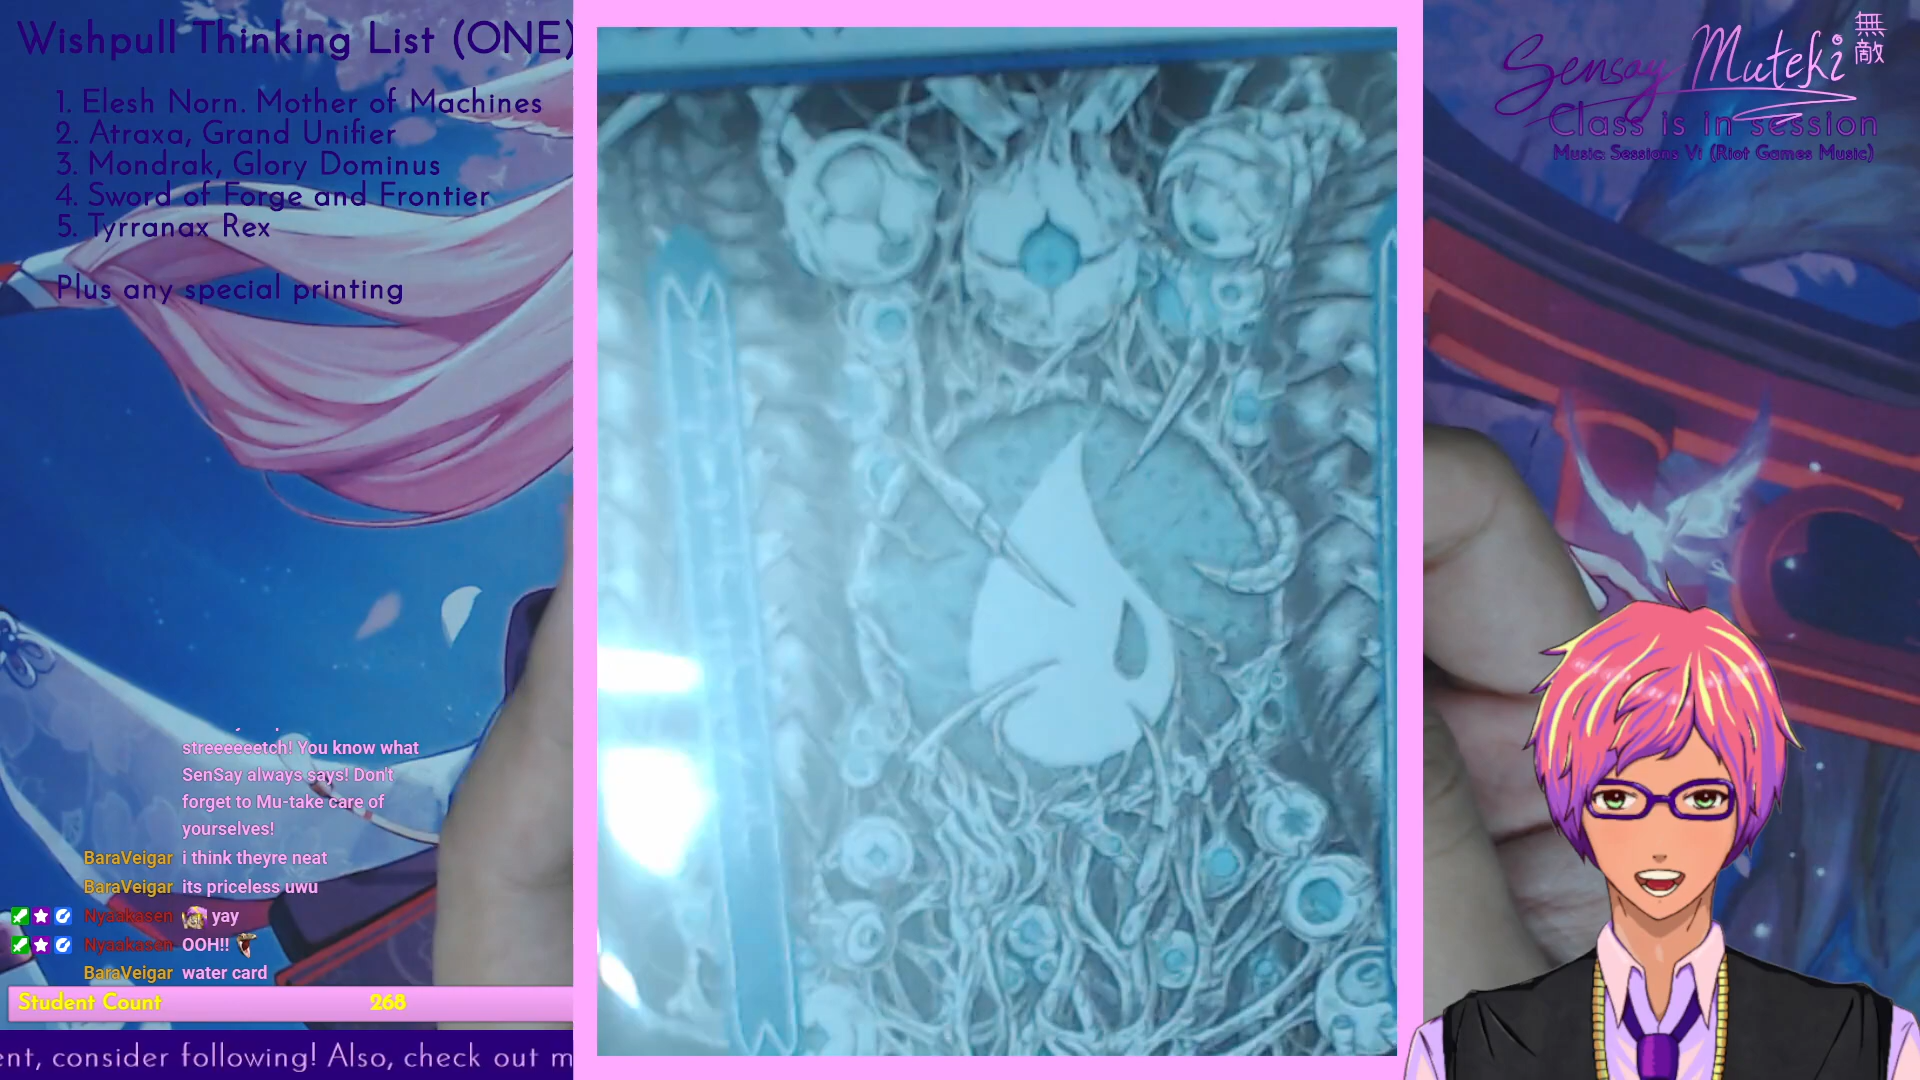 Wishpull Thinking List (ONE)
1. Elesh Norn. Mother of Machines
2. Atraxa, Grand Unifier
3. Mondrak, Glory Dominus
4. Sword of Forge and Frontier
5. Tyrranax Rex
Plus any special printing
Sensay Muteki 無敵
Class is in session
Music: Sessions Vi (Riot Games Music)
streeeeeetch! You know what
SenSay always says! Don't
forget to Mu-take care of
yourselves!
BaraVeigar i think theyre neat
BaraVeigar its priceless uwu
Nyaakasen yay
Nyaakasen OOH!!
BaraVeigar water card
Student Count 268
ent, consider following! Also, check out m